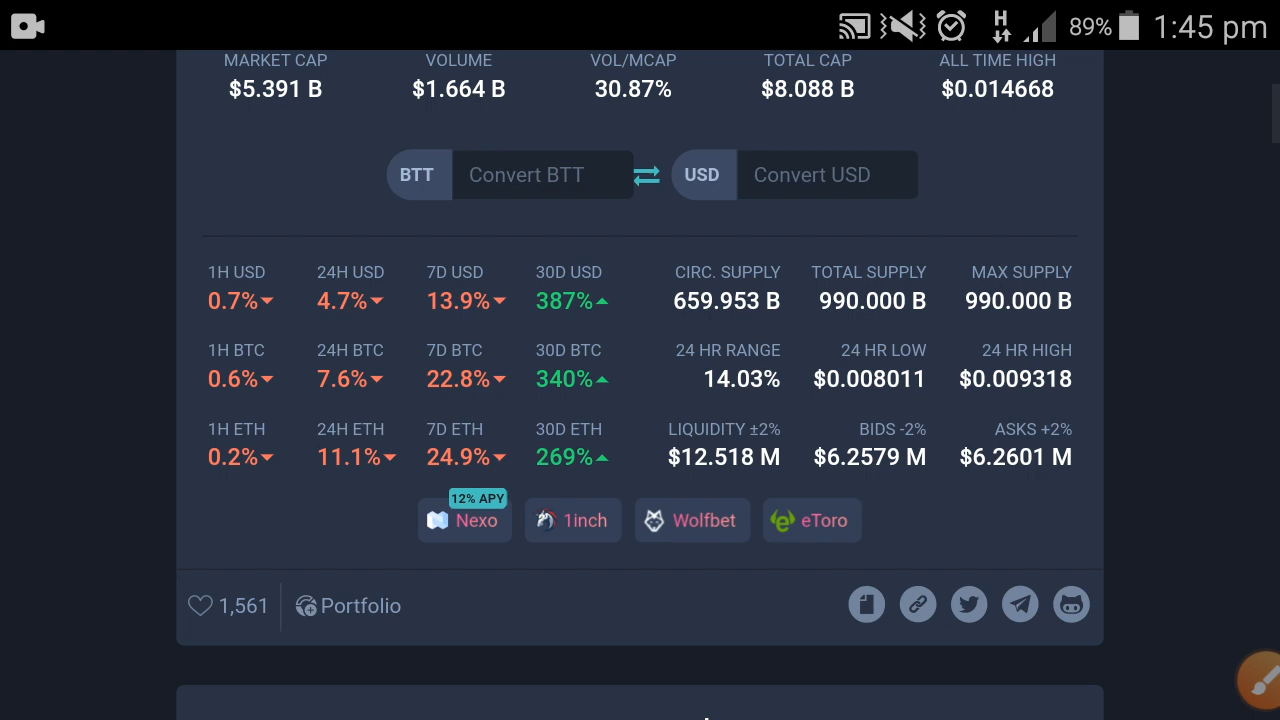 H 89% 1:45 pm
MARKET CAP VOLUME VOL/MCAP TOTAL CAP ALL TIME HIGH
$5.391 B $1.664 B 30.87% $8.088 B $0.014668
BTT Convert BTT USD Convert USD
1H USD 24H USD 7D USD 30D USD CIRC. SUPPLY TOTAL SUPPLY MAX SUPPLY
0.7% 4.7% 13.9% 387% 659.953 B 990.000 B 990.000 B
1H BTC 24H BTC 7D BTC 30D BTC 24 HR RANGE 24 HR LOW 24 HR HIGH
0.6% 7.6% 22.8% 340% 14.03% $0.008011 $0.009318
1H ETH 24H ETH 7D ETH 30D ETH LIQUIDITY ±2% BIDS -2% ASKS +2%
0.2% 11.1% 24.9% 269% $12.518 M $6.2579 M $6.2601 M
12% APY
Nexo 1inch Wolfbet eToro
1,561 Portfolio